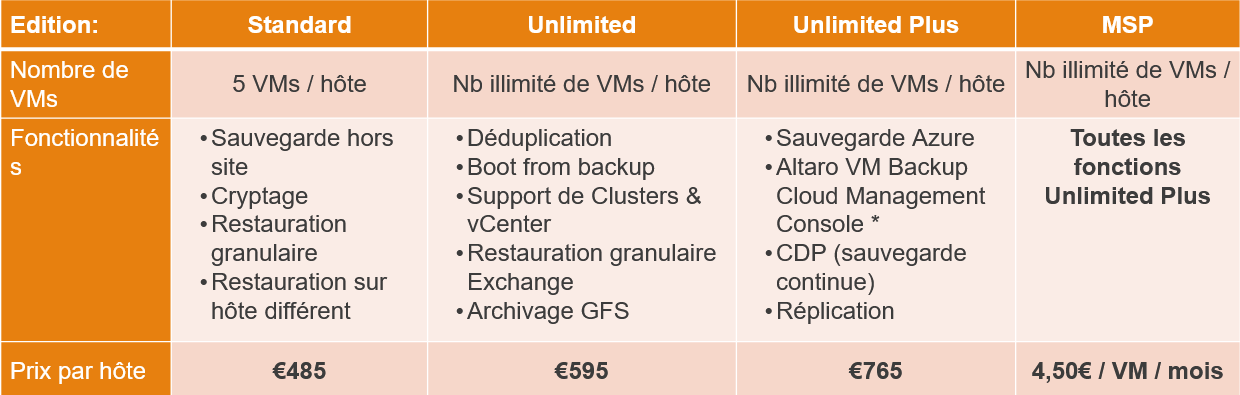 Edition:
Standard
Unlimited
Unlimited Plus
MSP
Nombre de
VMs
5 VMs / hôte
Nb illimité de VMs / hôte
Nb illimité de VMs / hôte
Nb illimité de VMs /
hôte
Fonctionnalité
s
•Sauvegarde hors
site
•Cryptage
•Restauration
granulaire
•Restauration sur
hôte différent
•Déduplication
•Boot from backup
•Support de Clusters &
vCenter
•Restauration granulaire
Exchange
•Archivage GFS
•Sauvegarde Azure
•Altaro VM Backup
Cloud Management
Console *
•CDP (sauvegarde
continue)
•Réplication
Toutes les
fonctions
Unlimited Plus
Prix par hôte
€485
€595
€765
4,50€ / VM / mois